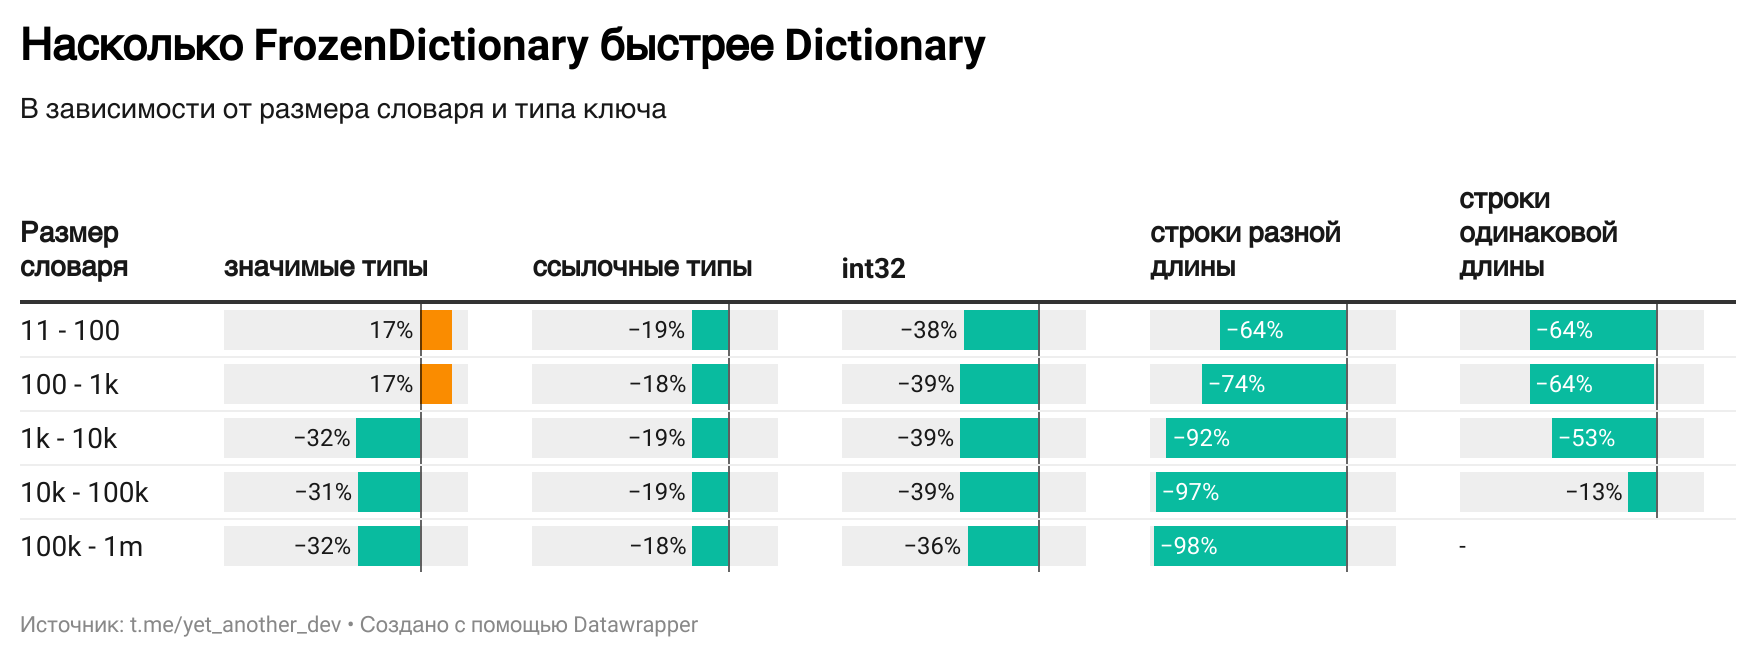 Насколько FrozenDictionary быстрее Dictionary
В зависимости от размера словаря и типа ключа
Размер словаря значимые типы ссылочные типы int32 строки разной длины строки одинаковой длины
11 - 100 17% −19% −38% −64% −64%
100 - 1k 17% −18% −39% −74% −64%
1k - 10k −32% −19% −39% −92% −53%
10k - 100k −31% −19% −39% −97% −13%
100k - 1m −32% −18% −36% −98% -
Источник: t.me/yet_another_dev • Создано с помощью Datawrapper